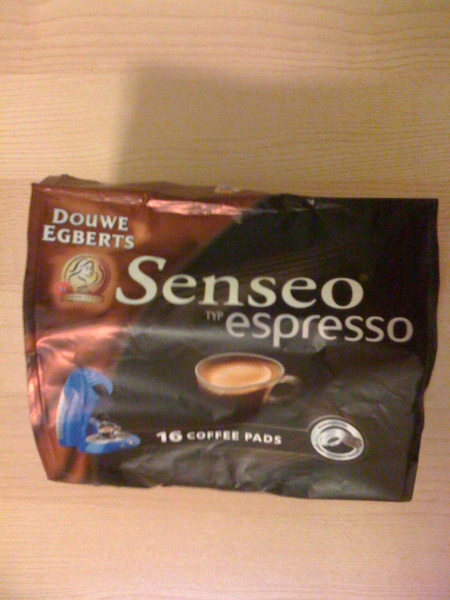 DOUWE
EGBERTS
Senseo
TYP espresso
16 COFFEE PADS